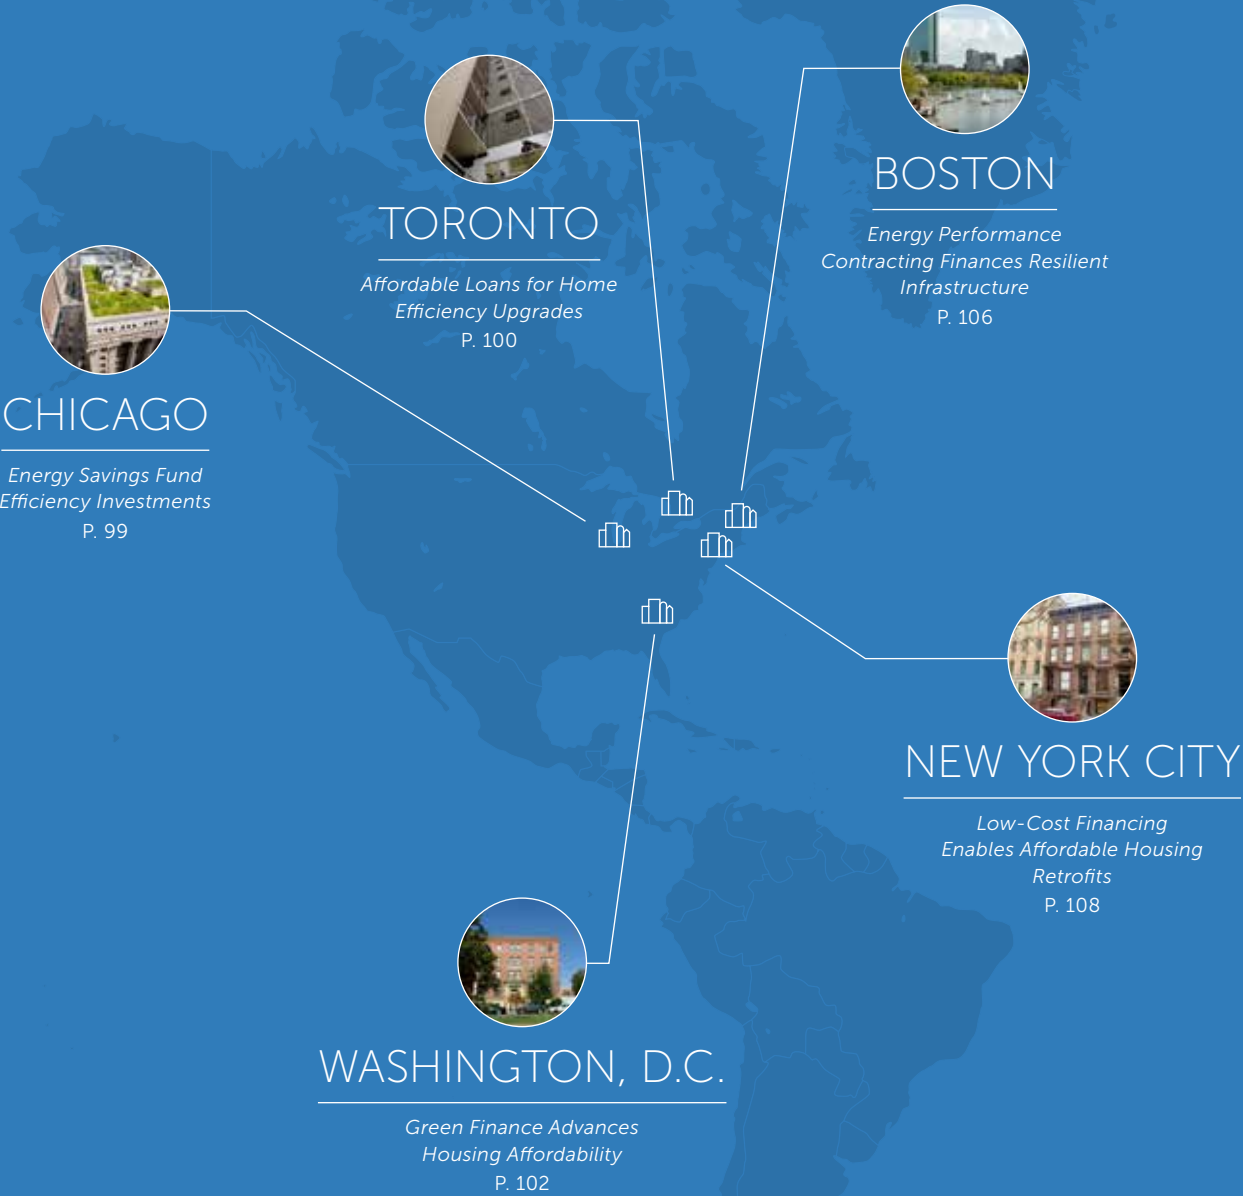 BOSTON
Energy Performance
Contracting Finances Resilient
Infrastructure
P. 106
TORONTO
Affordable Loans for Home
Efficiency Upgrades
P. 100
CHICAGO
Energy Savings Fund
Efficiency Investments
P. 99
NEW YORK CITY
Low-Cost Financing
Enables Affordable Housing
Retrofits
P. 108
WASHINGTON, D.C.
Green Finance Advances
Housing Affordability
P. 102